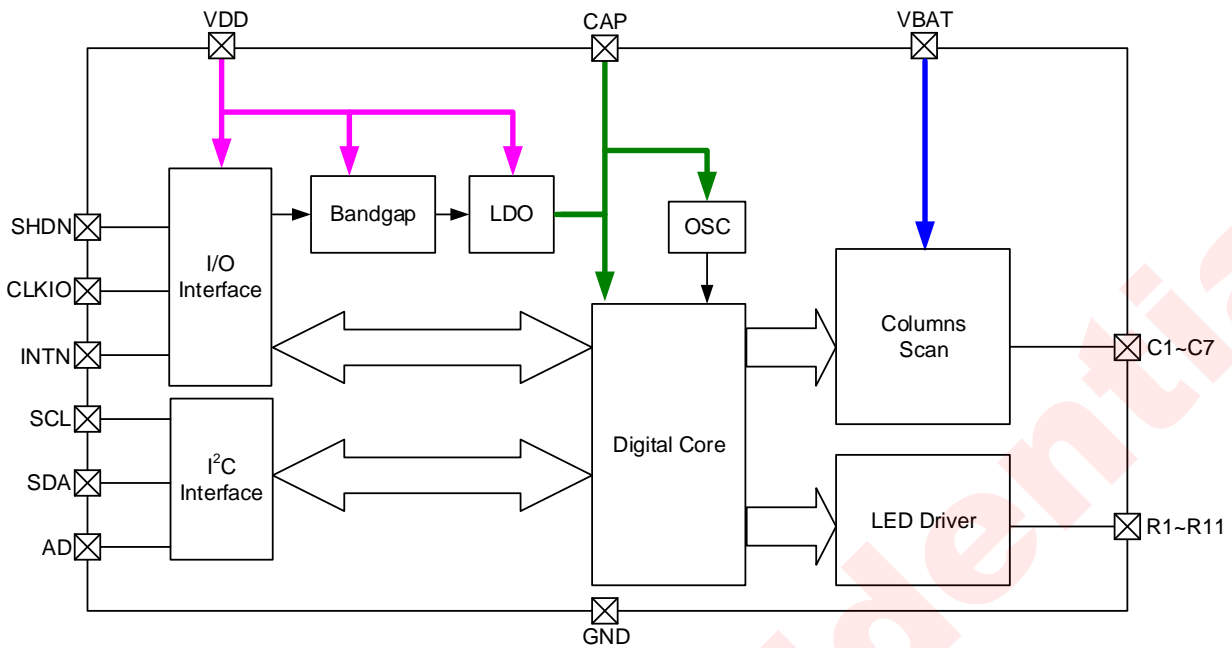 VDD
CAP
VBAT
SHDN
CLKIO
INTN
SCL
SDA
AD
I/O
Interface
Bandgap
LDO
OSC
I²C
Interface
Digital Core
Columns
Scan
LED Driver
C1~C7
R1~R11
GND